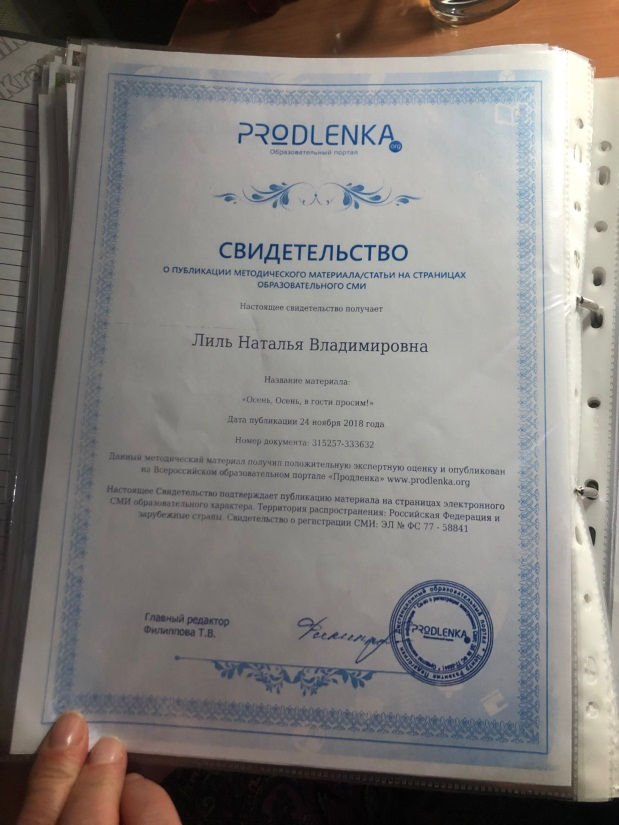 PRODLENKA.org
Образовательный портал
СВИДЕТЕЛЬСТВО
О ПУБЛИКАЦИИ МЕТОДИЧЕСКОГО МАТЕРИАЛА/СТАТЬИ НА СТРАНИЦАХ
ОБРАЗОВАТЕЛЬНОГО СМИ
Настоящее свидетельство получает
Лиль Наталья Владимировна
Название материала:
«Осень, Осень, в гости просим!»
Дата публикации 24 ноября 2018 года
Номер документа: 315257-333632
Данный методический материал получил положительную экспертную оценку и опубликован
на Всероссийском образовательном портале «Продленка» www.prodlenka.org
Настоящее Свидетельство подтверждает публикацию материала на страницах электронного
СМИ образовательного характера. Территория распространения: Российская Федерация и
зарубежные страны. Свидетельство о регистрации СМИ: ЭЛ № ФС 77 - 58841
Главный редактор
Филиппова Т.В.
PRODLENKA